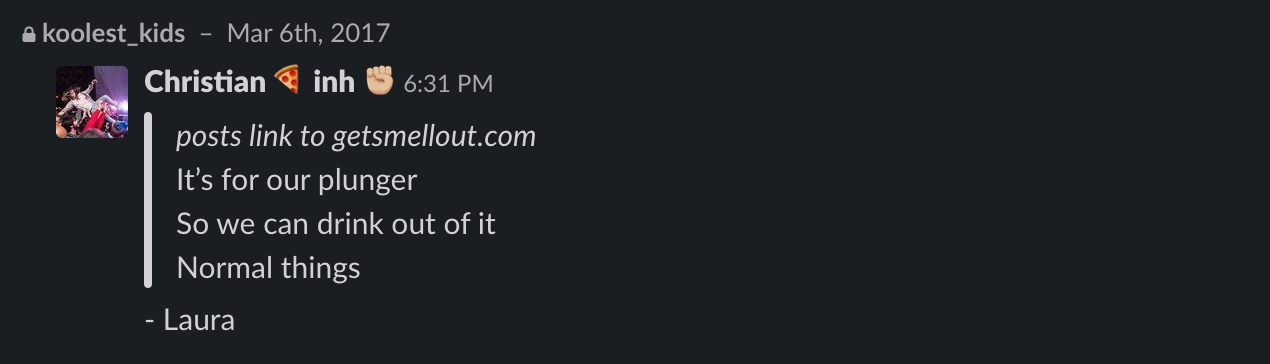 koolest_kids – Mar 6th, 2017
Christian 🍕 inh ✊🏼 6:31 PM
posts link to getsmellout.com
It’s for our plunger
So we can drink out of it
Normal things
- Laura